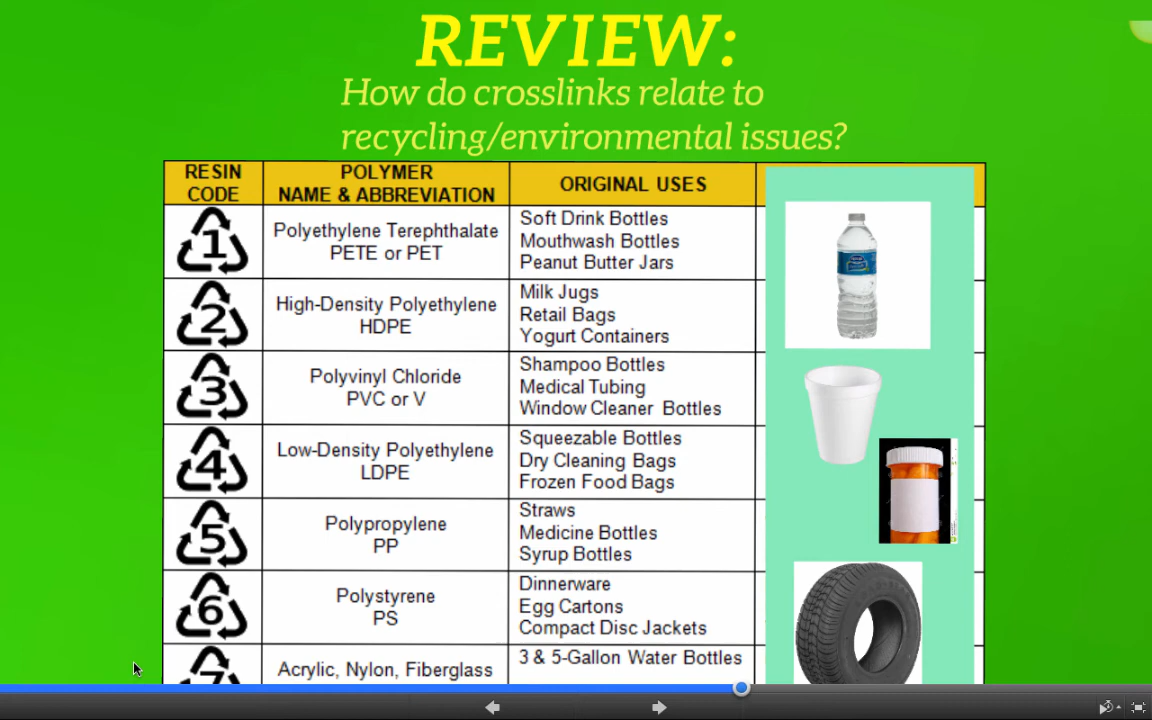 REVIEW:
How do crosslinks relate to
recycling/environmental issues?
RESIN
CODE
POLYMER
NAME & ABBREVIATION
ORIGINAL USES
1
Polyethylene Terephthalate
PETE or PET
Soft Drink Bottles
Mouthwash Bottles
Peanut Butter Jars
2
High-Density Polyethylene
HDPE
Milk Jugs
Retail Bags
Yogurt Containers
3
Polyvinyl Chloride
PVC or V
Shampoo Bottles
Medical Tubing
Window Cleaner Bottles
4
Low-Density Polyethylene
LDPE
Squeezable Bottles
Dry Cleaning Bags
Frozen Food Bags
5
Polypropylene
PP
Straws
Medicine Bottles
Syrup Bottles
6
Polystyrene
PS
Dinnerware
Egg Cartons
Compact Disc Jackets
7
Acrylic, Nylon, Fiberglass
3 & 5-Gallon Water Bottles